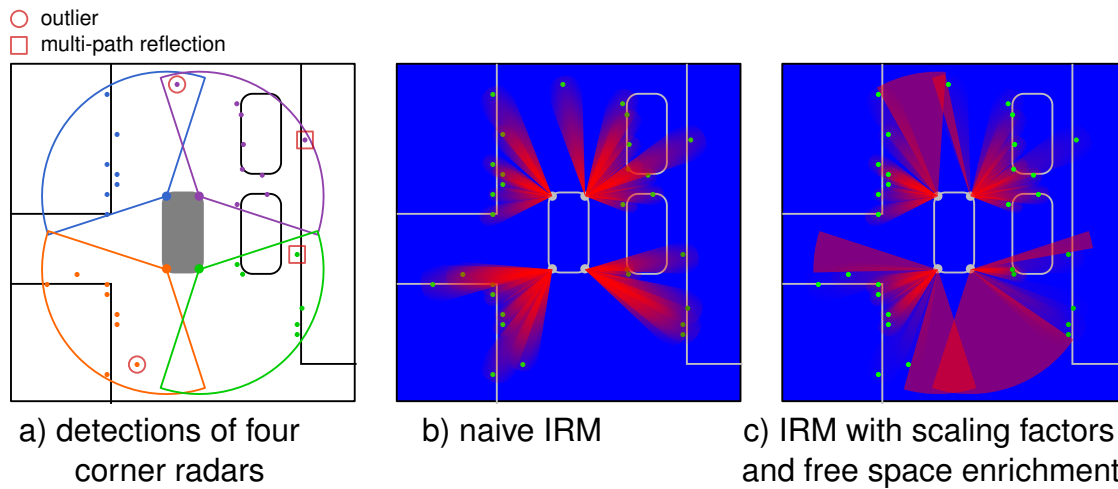 outlier
multi-path reflection
a) detections of four
corner radars
b) naive IRM
c) IRM with scaling factors
and free space enrichment